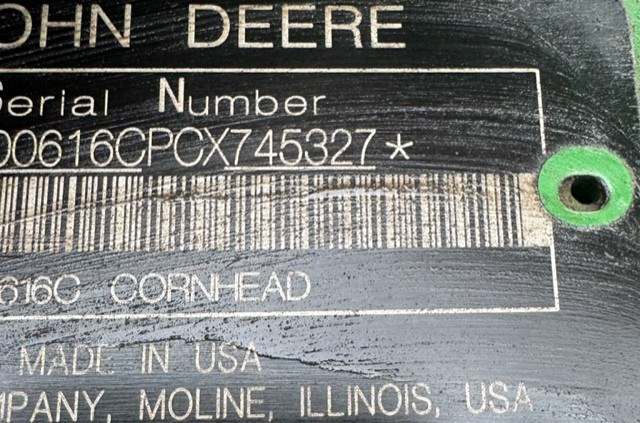 OHN DEERE
Serial Number
00616CPCX745327*
616C CORNHEAD
MADE IN USA
MPANY, MOLINE, ILLINOIS, USA